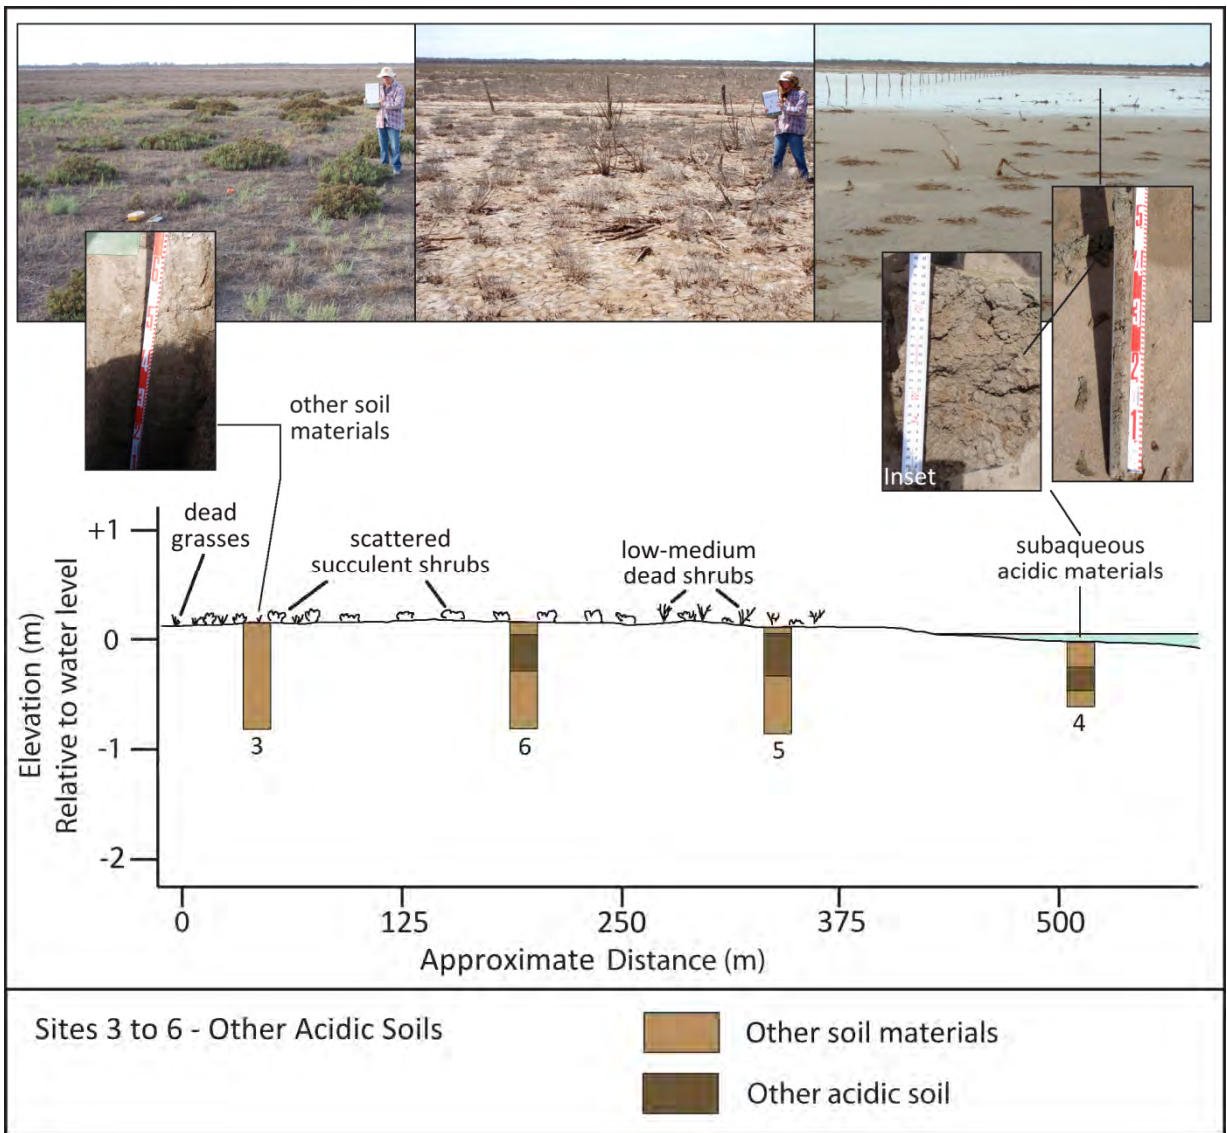 Inset
other soil
materials
dead
grasses
scattered
succulent shrubs
low-medium
dead shrubs
subaqueous
acidic materials
Elevation (m)
Relative to water level
+1
0
-1
-2
3
6
5
4
0
125
250
375
500
Approximate Distance (m)
Sites 3 to 6 - Other Acidic Soils
Other soil materials
Other acidic soil